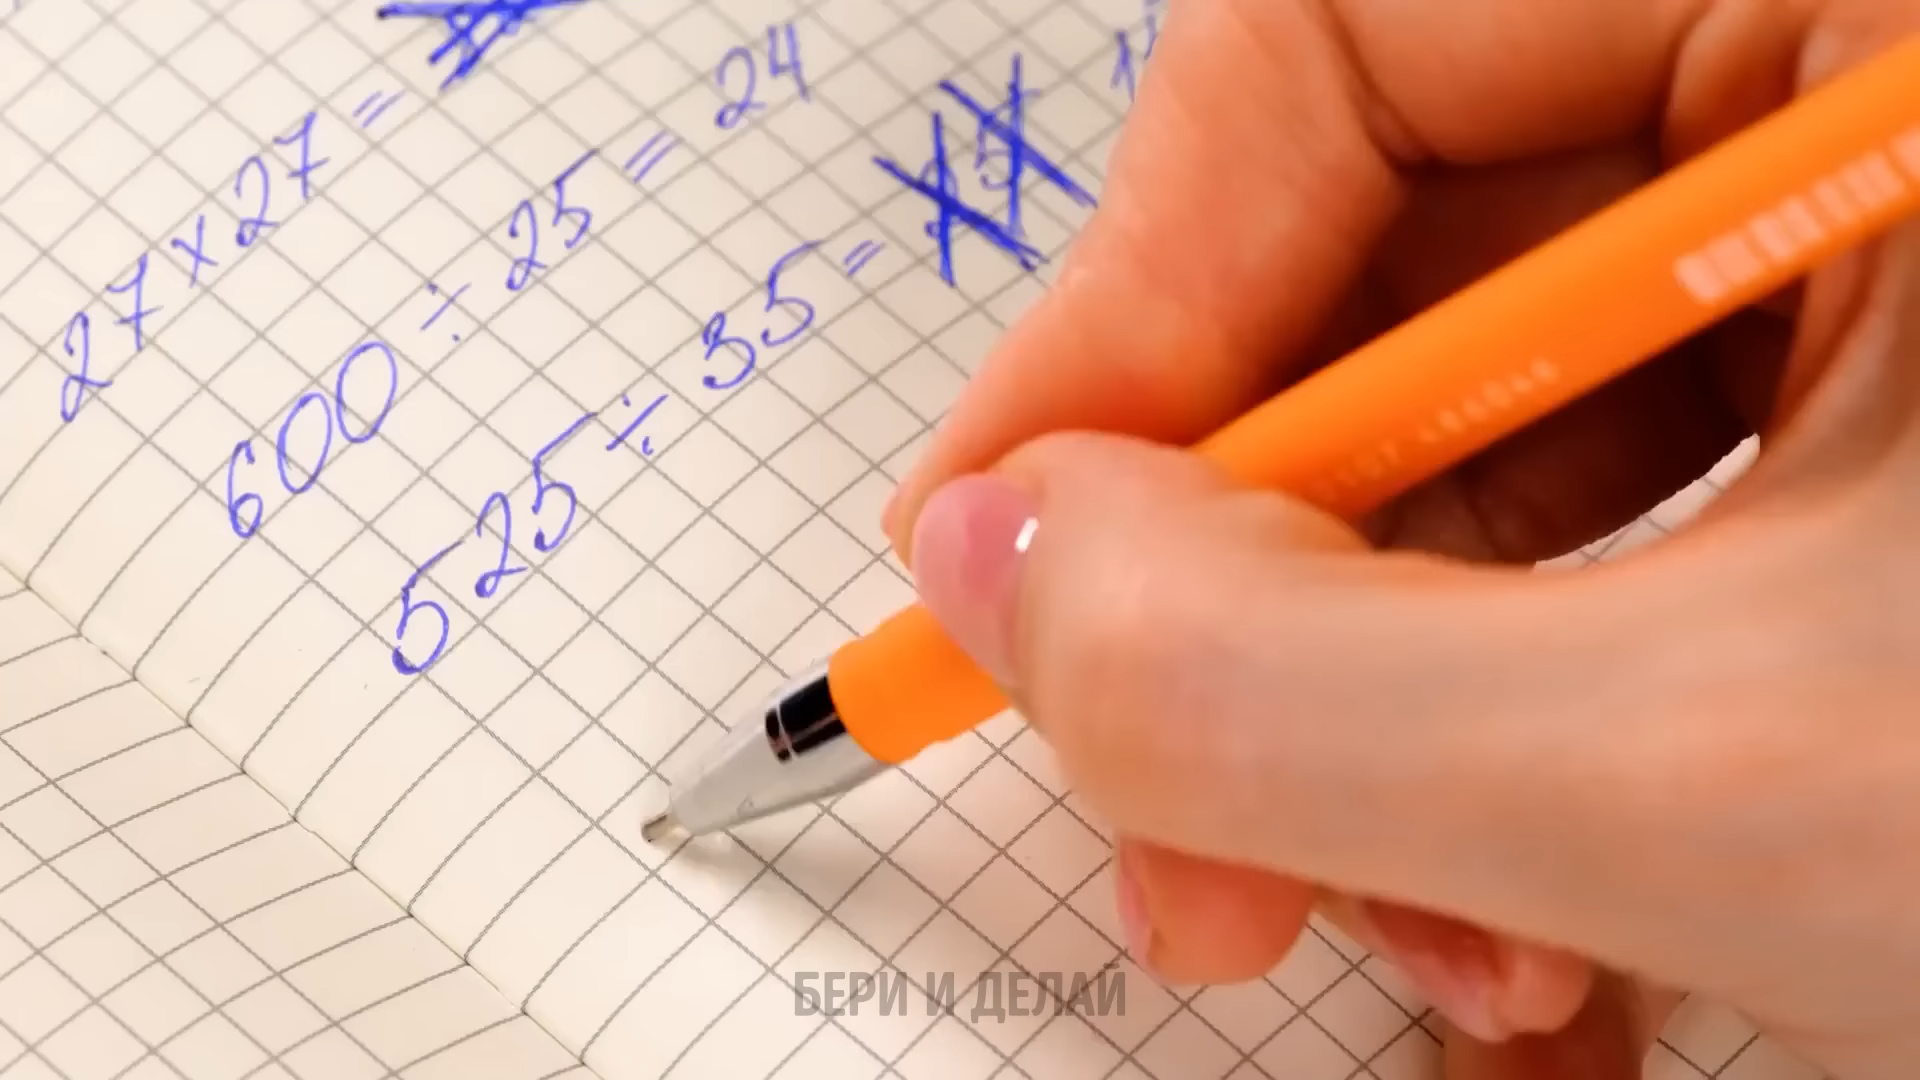 27 × 27 =
600 ÷ 25 = 24
525 ÷ 35 =
БЕРИ И ДЕЛАЙ